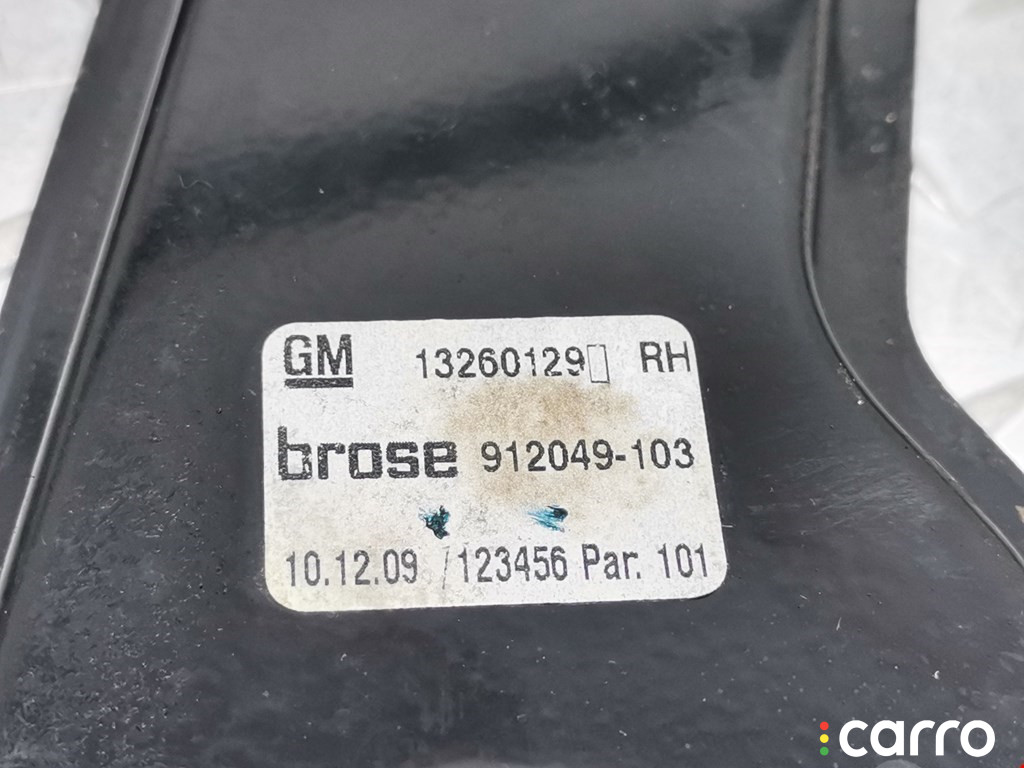 GM 13260129▯ RH
brose 912049-103
10.12.09 /123456 Par. 101
carro